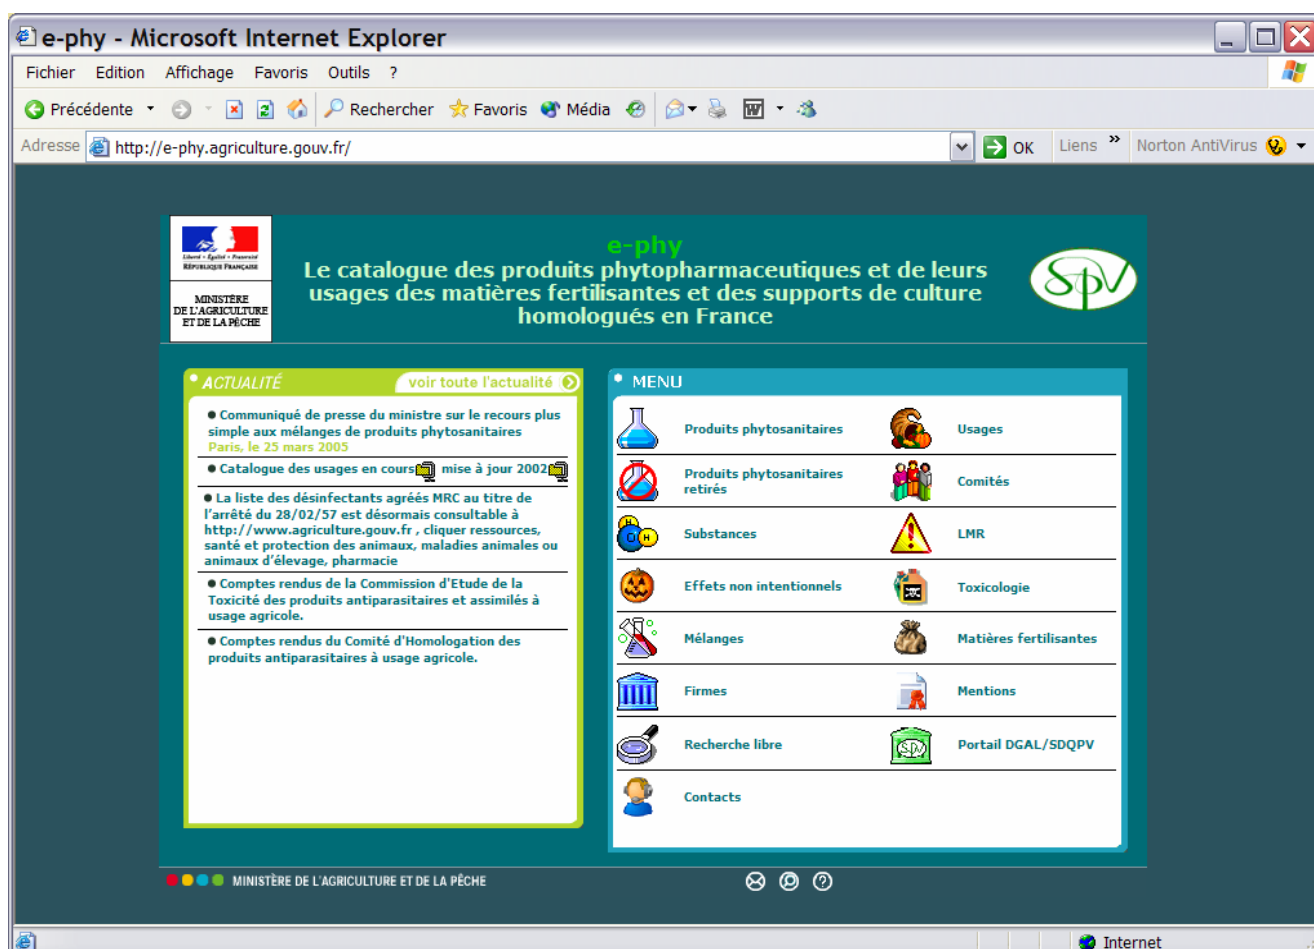 e-phy - Microsoft Internet Explorer
Fichier Edition Affichage Favoris Outils ?
Précédente Rechercher Favoris Média
Adresse http://e-phy.agriculture.gouv.fr/ OK Liens » Norton AntiVirus
Liberté • Égalité • Fraternité
RÉPUBLIQUE FRANÇAISE
MINISTÈRE
DE L'AGRICULTURE
ET DE LA PÊCHE
e-phy
Le catalogue des produits phytopharmaceutiques et de leurs
usages des matières fertilisantes et des supports de culture
homologués en France
SpV
ACTUALITÉ voir toute l'actualité
Communiqué de presse du ministre sur le recours plus
simple aux mélanges de produits phytosanitaires
Paris, le 25 mars 2005
Catalogue des usages en cours mise à jour 2002
La liste des désinfectants agréés MRC au titre de
l'arrêté du 28/02/57 est désormais consultable à
http://www.agriculture.gouv.fr , cliquer ressources,
santé et protection des animaux, maladies animales ou
animaux d'élevage, pharmacie
Comptes rendus de la Commission d'Etude de la
Toxicité des produits antiparasitaires et assimilés à
usage agricole.
Comptes rendus du Comité d'Homologation des
produits antiparasitaires à usage agricole.
MENU
Produits phytosanitaires Usages
Produits phytosanitaires
retirés
Comités
Substances LMR
Effets non intentionnels Toxicologie
Mélanges Matières fertilisantes
Firmes Mentions
Recherche libre SPV Portail DGAL/SDQPV
Contacts
MINISTÈRE DE L'AGRICULTURE ET DE LA PÊCHE
Internet